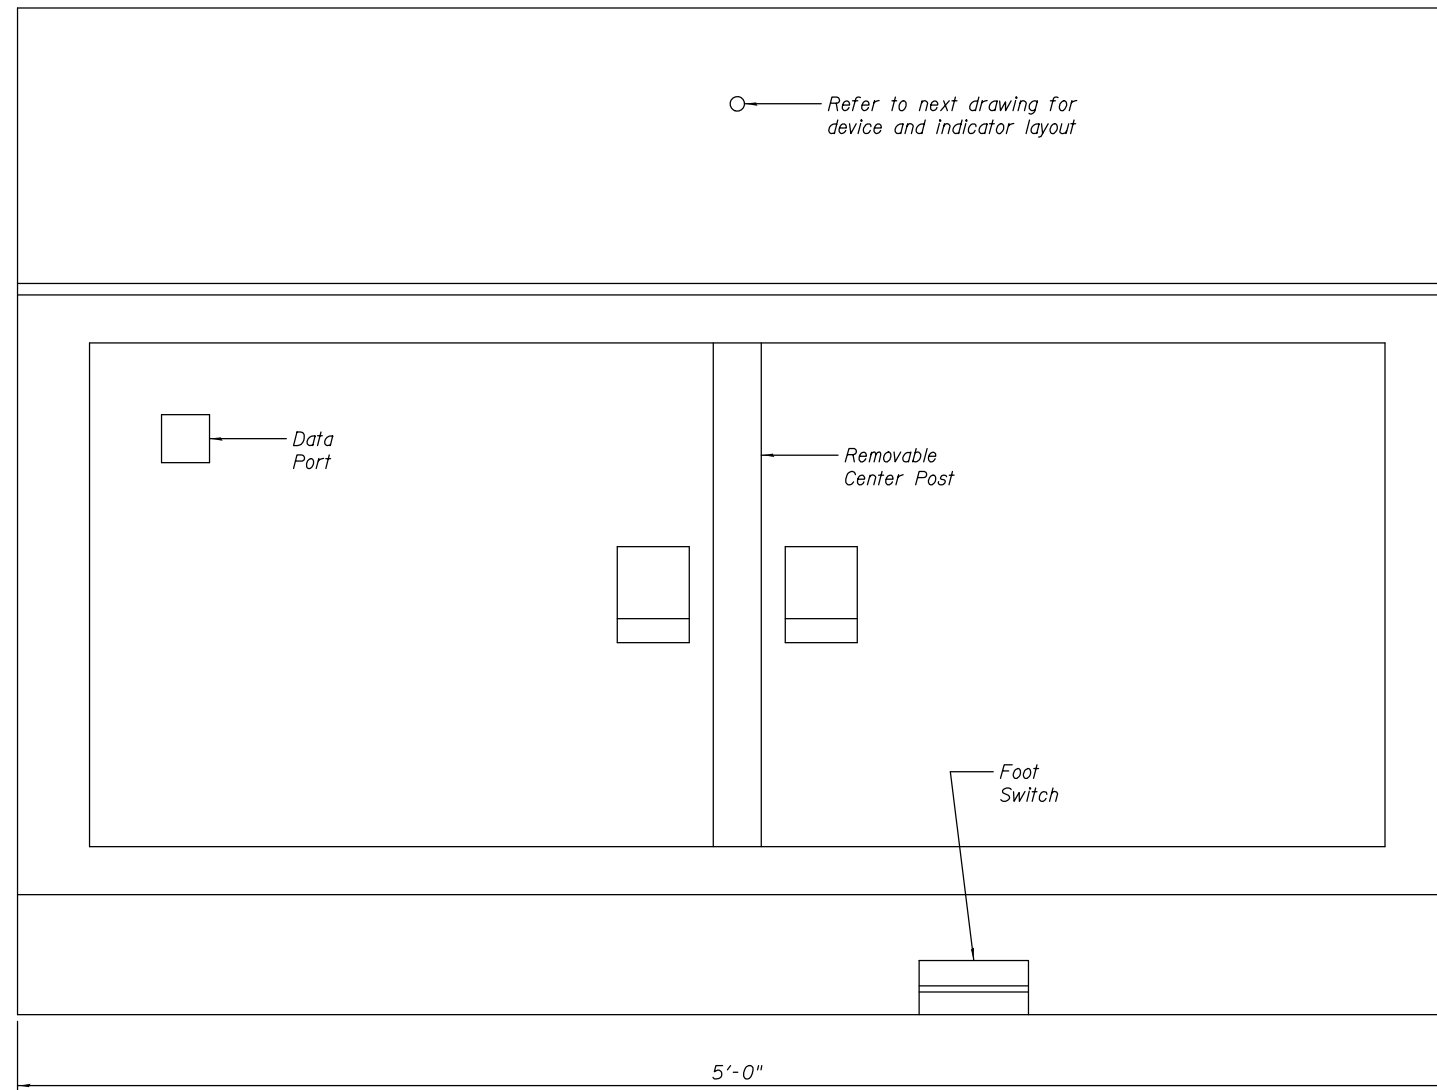 Refer to next drawing for
device and indicator layout
Data
Port
Removable
Center Post
Foot
Switch
5'-0"